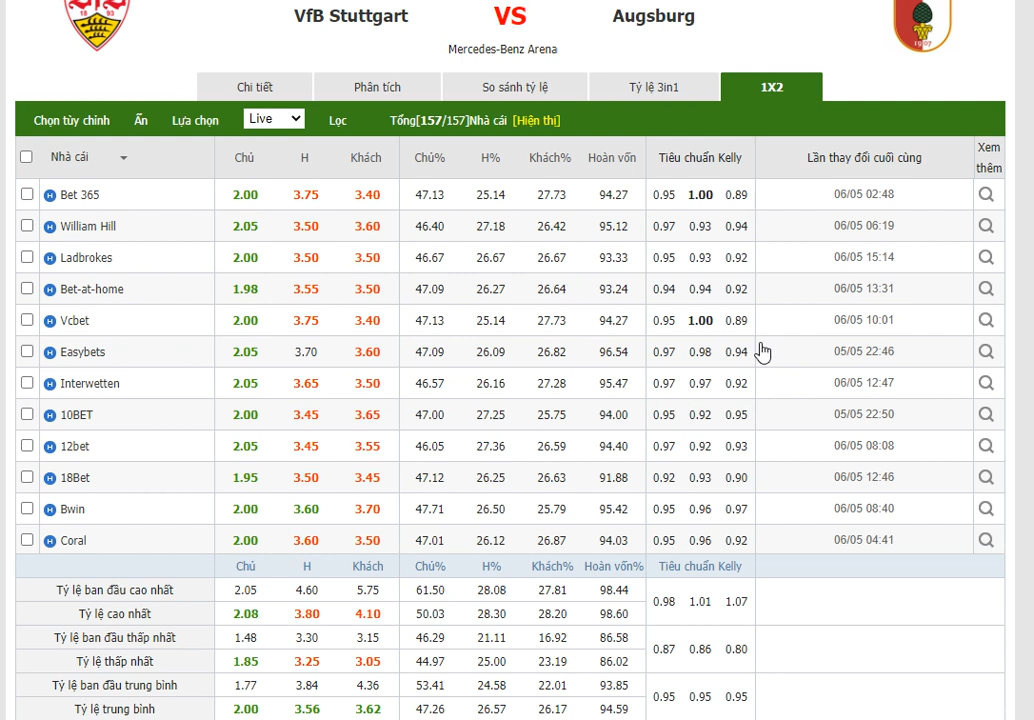 18 93
1907
VfB Stuttgart VS Augsburg
Mercedes-Benz Arena
Chi tiết Phân tích So sánh tỷ lệ Tỷ lệ 3in1 1X2
Chọn tùy chỉnh Ẩn Lựa chọn Live Lọc Tổng[157/157]Nhà cái [Hiện thị]
Nhà cái Chủ H Khách Chủ% H% Khách% Hoàn vốn Tiêu chuẩn Kelly Lần thay đổi cuối cùng Xem thêm
H Bet 365 2.00 3.75 3.40 47.13 25.14 27.73 94.27 0.95 1.00 0.89 06/05 02:48
H William Hill 2.05 3.50 3.60 46.40 27.18 26.42 95.12 0.97 0.93 0.94 06/05 06:19
H Ladbrokes 2.00 3.50 3.50 46.67 26.67 26.67 93.33 0.95 0.93 0.92 06/05 15:14
H Bet-at-home 1.98 3.55 3.50 47.09 26.27 26.64 93.24 0.94 0.94 0.92 06/05 13:31
H Vcbet 2.00 3.75 3.40 47.13 25.14 27.73 94.27 0.95 1.00 0.89 06/05 10:01
H Easybets 2.05 3.70 3.60 47.09 26.09 26.82 96.54 0.97 0.98 0.94 05/05 22:46
H Interwetten 2.05 3.65 3.50 46.57 26.16 27.28 95.47 0.97 0.97 0.92 06/05 12:47
H 10BET 2.00 3.45 3.65 47.00 27.25 25.75 94.00 0.95 0.92 0.95 05/05 22:50
H 12bet 2.05 3.45 3.55 46.05 27.36 26.59 94.40 0.97 0.92 0.93 06/05 08:08
H 18Bet 1.95 3.50 3.45 47.12 26.25 26.63 91.88 0.92 0.93 0.90 06/05 12:46
H Bwin 2.00 3.60 3.70 47.71 26.50 25.79 95.42 0.95 0.96 0.97 06/05 08:40
H Coral 2.00 3.60 3.50 47.01 26.12 26.87 94.03 0.95 0.96 0.92 06/05 04:41
Chủ H Khách Chủ% H% Khách% Hoàn vốn% Tiêu chuẩn Kelly
Tỷ lệ ban đầu cao nhất 2.05 4.60 5.75 61.50 28.08 27.81 98.44 0.98 1.01 1.07
Tỷ lệ cao nhất 2.08 3.80 4.10 50.03 28.30 28.20 98.60
Tỷ lệ ban đầu thấp nhất 1.48 3.30 3.15 46.29 21.11 16.92 86.58 0.87 0.86 0.80
Tỷ lệ thấp nhất 1.85 3.25 3.05 44.97 25.00 23.19 86.02
Tỷ lệ ban đầu trung bình 1.77 3.84 4.36 53.41 24.58 22.01 93.85 0.95 0.95 0.95
Tỷ lệ trung bình 2.00 3.56 3.62 47.26 26.57 26.17 94.59